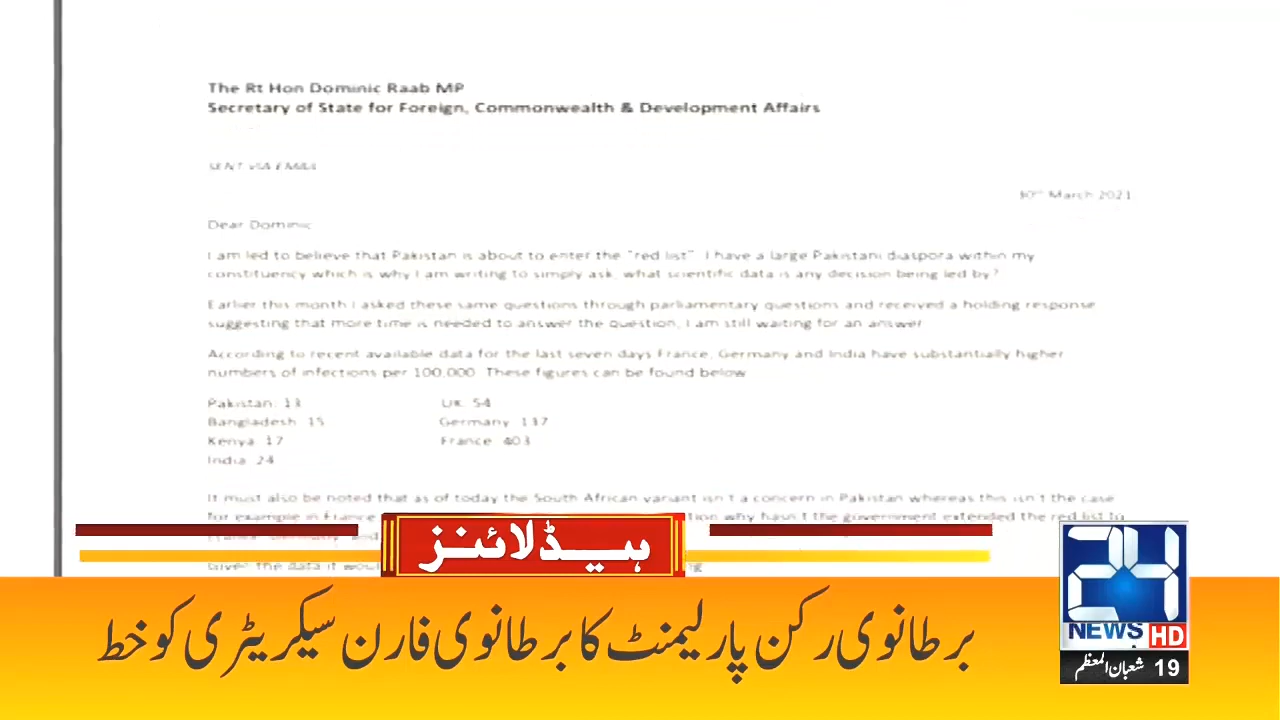 The Rt Hon Dominic Raab MP
Secretary of State for Foreign, Commonwealth & Development Affairs
SENT VIA EMAIL
30th March 2021
Dear Dominic
I am led to believe that Pakistan is about to enter the "red list". I have a large Pakistani diaspora within my
constituency which is why I am writing to simply ask, what scientific data is any decision being led by?
Earlier this month I asked these same questions through parliamentary questions and received a holding response
suggesting that more time is needed to answer the question, I am still waiting for an answer
According to recent available data for the last seven days France, Germany and India have substantially higher
numbers of infections per 100,000. These figures can be found below
Pakistan: 13
UK: 54
Bangladesh: 15
Germany: 137
Kenya: 17
France: 403
India: 24
It must also be noted that as of today the South African variant isn't a concern in Pakistan whereas this isn't the case
for example in France
tion why hasn't the government extended the red list to
Given the data it
ہیڈلائنز
برطانوی رکن پارلیمنٹ کا برطانوی فارن سیکریٹری کو خط
24
NEWS HD
19 شعبان المعظم